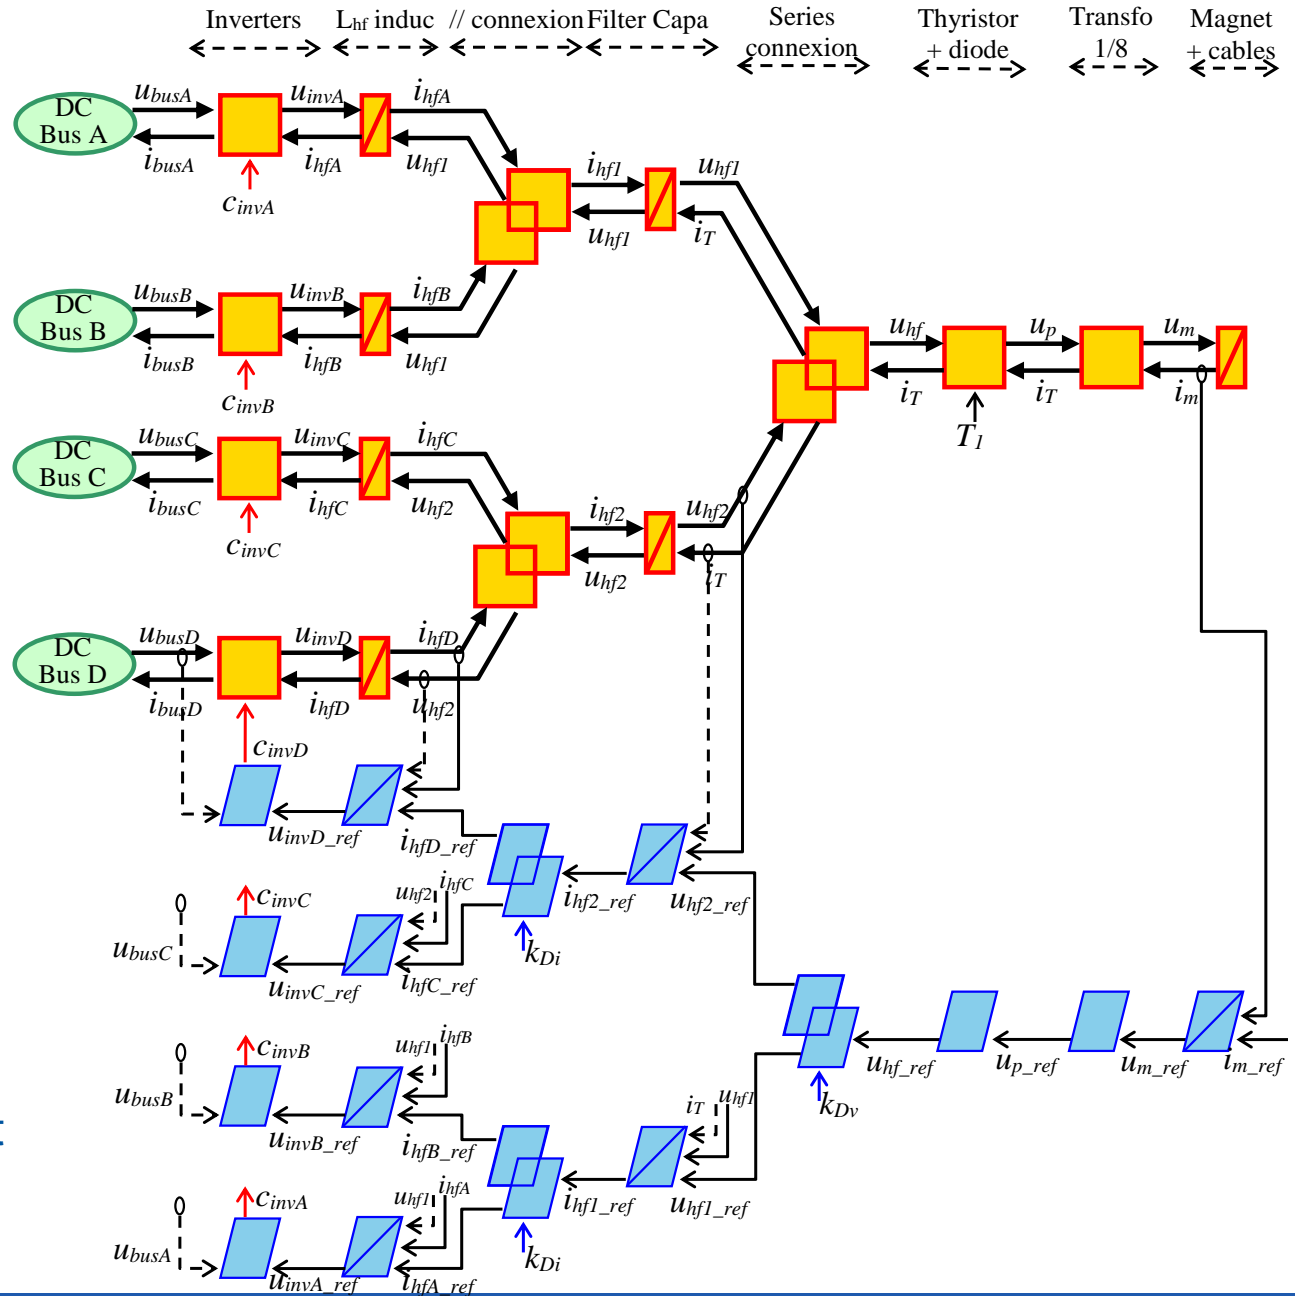 Inverters
Lhf induc
// connexion
Filter Capa
Series
connexion
Thyristor
+ diode
Transfo
1/8
Magnet
+ cables
DC
Bus A
ubusA
ibusA
uinvA
ihfA
ihfA
uhf1
cinvA
ihf1
uhf1
uhf1
iT
DC
Bus B
ubusB
ibusB
uinvB
ihfB
ihfB
uhf1
cinvB
uhf
iT
up
iT
um
im
T1
DC
Bus C
ubusC
ibusC
uinvC
ihfC
ihfC
uhf2
cinvC
ihf2
uhf2
uhf2
iT
DC
Bus D
ubusD
ibusD
uinvD
ihfD
ihfD
uhf2
cinvD
uinvD_ref
ihfD_ref
ihf2_ref
uhf2_ref
kDi
cinvC
ubusC
uhf2
ihfC
uinvC_ref
ihfC_ref
uhf_ref
up_ref
um_ref
im_ref
kDv
cinvB
ubusB
uhf1
ihfB
uinvB_ref
ihfB_ref
iT
uhf1
ihf1_ref
uhf1_ref
kDi
cinvA
ubusA
uhf1
ihfA
uinvA_ref
ihfA_ref